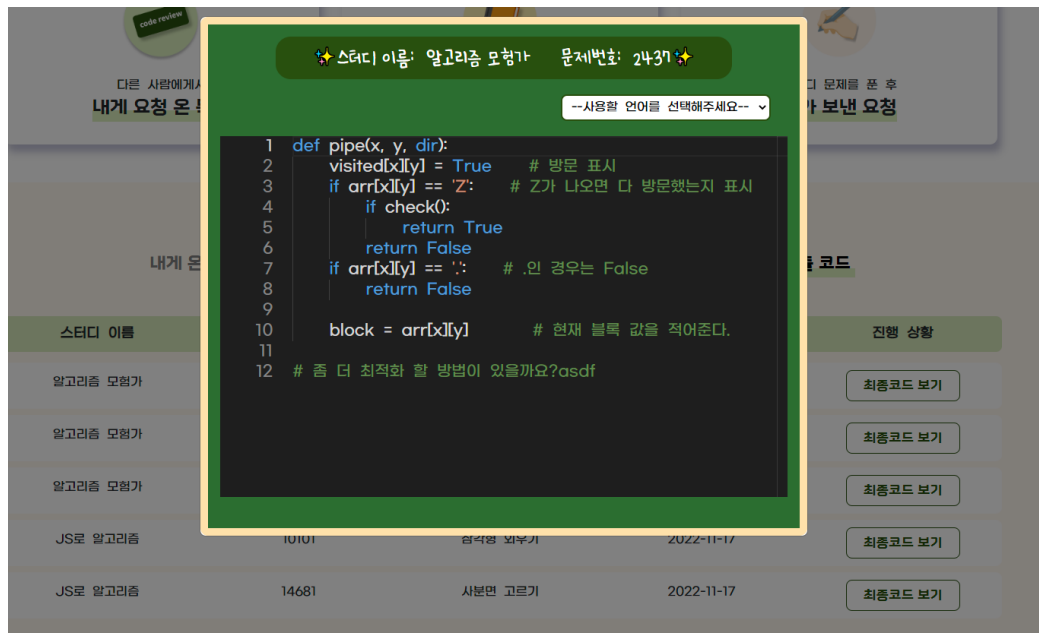 code review
다른 사람에게
디 문제를 푼 후
내게 요청 온
보낸 요청
✨스터디 이름: 알고리즘 모험가 문제번호: 2437✨
--사용할 언어를 선택해주세요--
1 def pipe(x, y, dir):
2 visited[x][y] = True # 방문 표시
3 if arr[x][y] == 'Z': # Z가 나오면 다 방문했는지 표시
4 if check():
5 return True
6 return False
7 if arr[x][y] == '.': # .인 경우는 False
8 return False
9
10 block = arr[x][y] # 현재 블록 값을 적어준다.
11
12 # 좀 더 최적화 할 방법이 있을까요?asdf
내게 온
코드
스터디 이름 진행 상황
알고리즘 모험가 최종코드 보기
알고리즘 모험가 최종코드 보기
알고리즘 모험가 최종코드 보기
JS로 알고리즘 10101 삼각형 외우기 2022-11-17 최종코드 보기
JS로 알고리즘 14681 사분면 고르기 2022-11-17 최종코드 보기